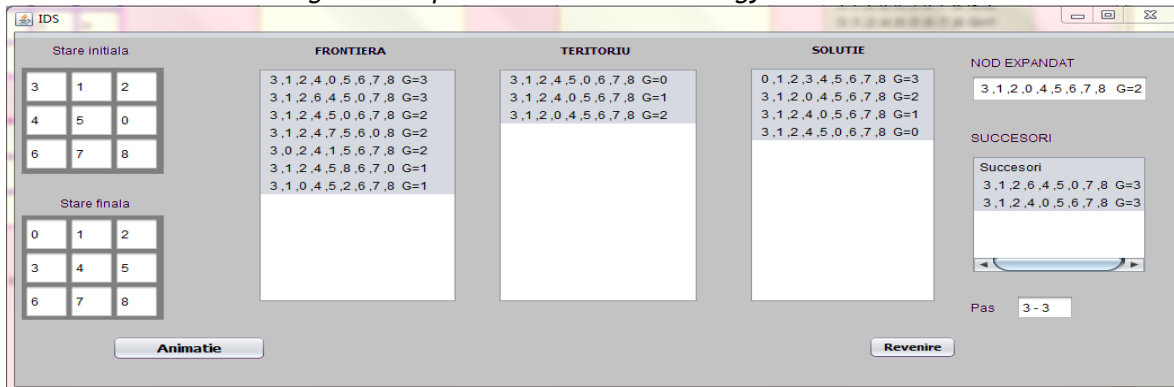 IDS
Stare initiala
3 1 2
4 5 0
6 7 8
Stare finala
0 1 2
3 4 5
6 7 8
Animatie
FRONTIERA
3 ,1 ,2 ,4 ,0 ,5 ,6 ,7 ,8 G=3
3 ,1 ,2 ,6 ,4 ,5 ,0 ,7 ,8 G=3
3 ,1 ,2 ,4 ,5 ,0 ,6 ,7 ,8 G=2
3 ,1 ,2 ,4 ,7 ,5 ,6 ,0 ,8 G=2
3 ,0 ,2 ,4 ,1 ,5 ,6 ,7 ,8 G=2
3 ,1 ,2 ,4 ,5 ,8 ,6 ,7 ,0 G=1
3 ,1 ,0 ,4 ,5 ,2 ,6 ,7 ,8 G=1
TERITORIU
3 ,1 ,2 ,4 ,5 ,0 ,6 ,7 ,8 G=0
3 ,1 ,2 ,4 ,0 ,5 ,6 ,7 ,8 G=1
3 ,1 ,2 ,0 ,4 ,5 ,6 ,7 ,8 G=2
SOLUTIE
0 ,1 ,2 ,3 ,4 ,5 ,6 ,7 ,8 G=3
3 ,1 ,2 ,0 ,4 ,5 ,6 ,7 ,8 G=2
3 ,1 ,2 ,4 ,0 ,5 ,6 ,7 ,8 G=1
3 ,1 ,2 ,4 ,5 ,0 ,6 ,7 ,8 G=0
Revenire
NOD EXPANDAT
3 ,1 ,2 ,0 ,4 ,5 ,6 ,7 ,8 G=2
SUCCESORI
Succesori
3 ,1 ,2 ,6 ,4 ,5 ,0 ,7 ,8 G=3
3 ,1 ,2 ,4 ,0 ,5 ,6 ,7 ,8 G=3
Pas 3 - 3